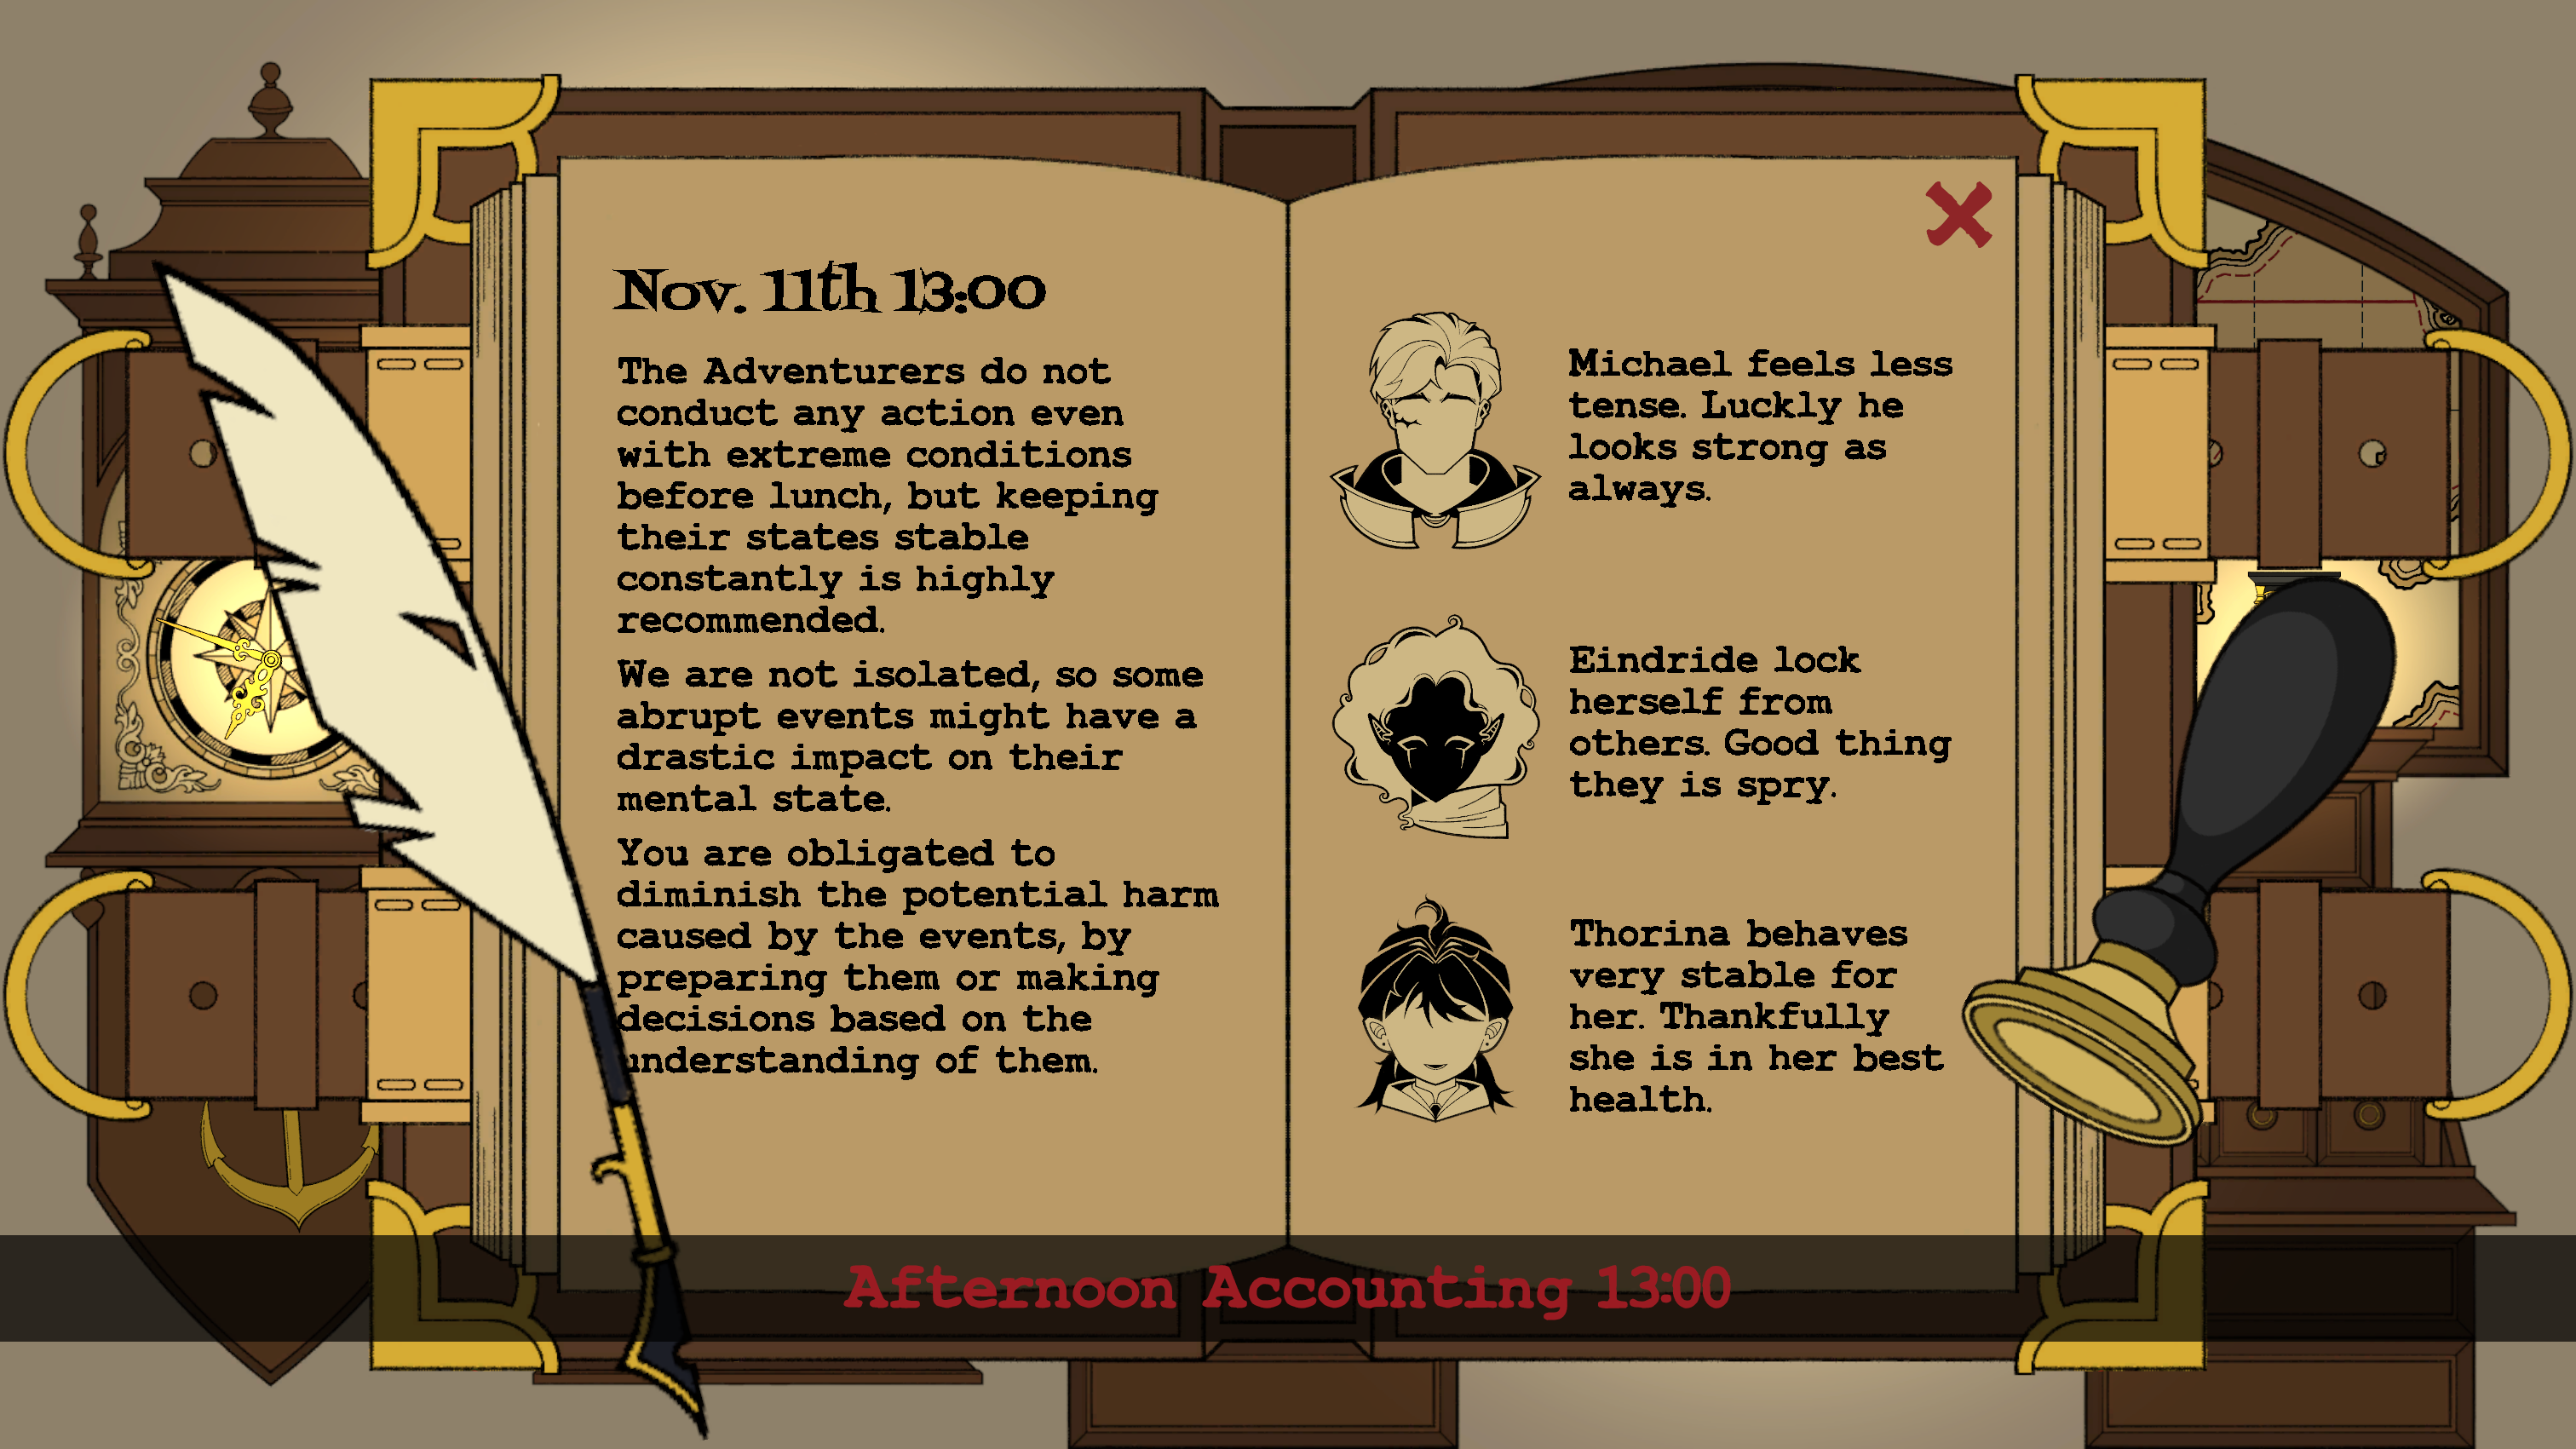 Nov. 11th 13:00
The Adventurers do not
conduct any action even
with extreme conditions
before lunch, but keeping
their states stable
constantly is highly
recommended.
We are not isolated, so some
abrupt events might have a
drastic impact on their
mental state.
You are obligated to
diminish the potential harm
caused by the events, by
preparing them or making
decisions based on the
understanding of them.
Michael feels less
tense. Luckly he
looks strong as
always.
Eindride lock
herself from
others. Good thing
they is spry.
Thorina behaves
very stable for
her. Thankfully
she is in her best
health.
Afternoon Accounting 13:00